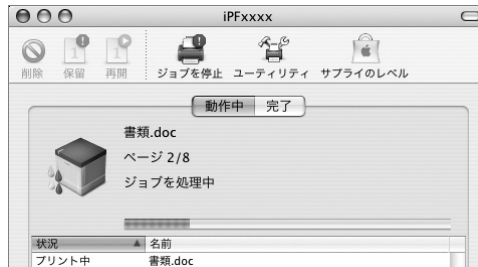 iPFxxxx
削除 保留 再開 ジョブを停止 ユーティリティ サプライのレベル
動作中 完了
書類.doc
ページ 2/8
ジョブを処理中
状況 名前
プリント中 書類.doc